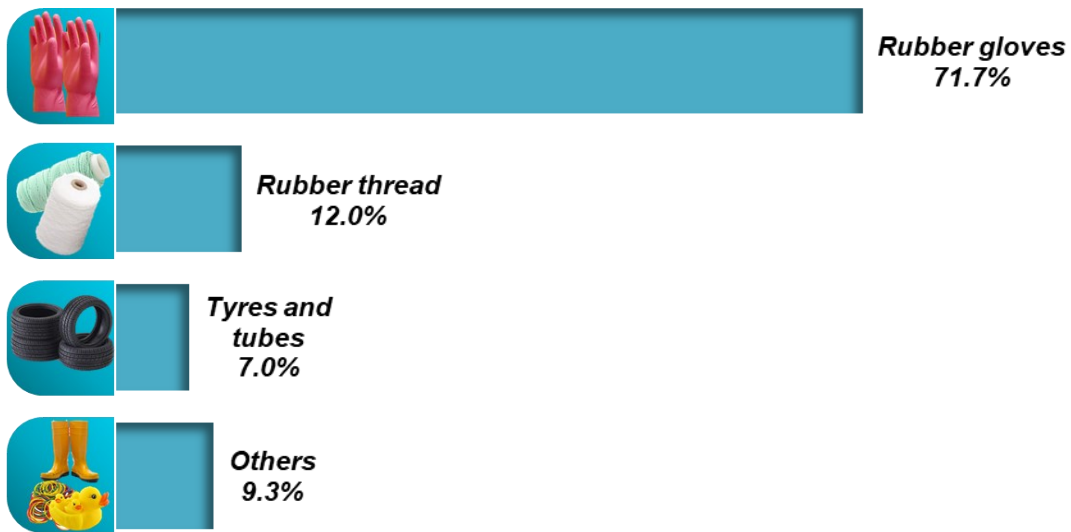 Rubber gloves
71.7%
Rubber thread
12.0%
Tyres and
tubes
7.0%
Others
9.3%